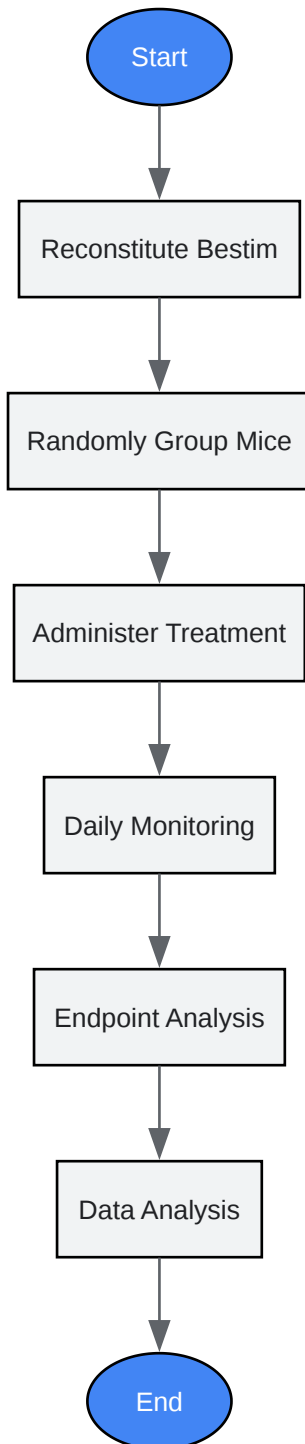 Start
Reconstitute Bestim
Randomly Group Mice
Administer Treatment
Daily Monitoring
Endpoint Analysis
Data Analysis
End